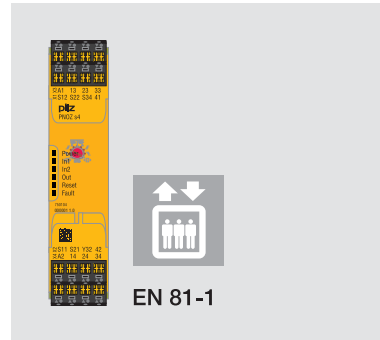 A1 13 23 33
S12 S22 S34 41
pilz
PNOZ s4
Power
In1
In2
Out
Reset
Fault
S11 S21 Y32 42
A2 14 24 34
EN 81-1